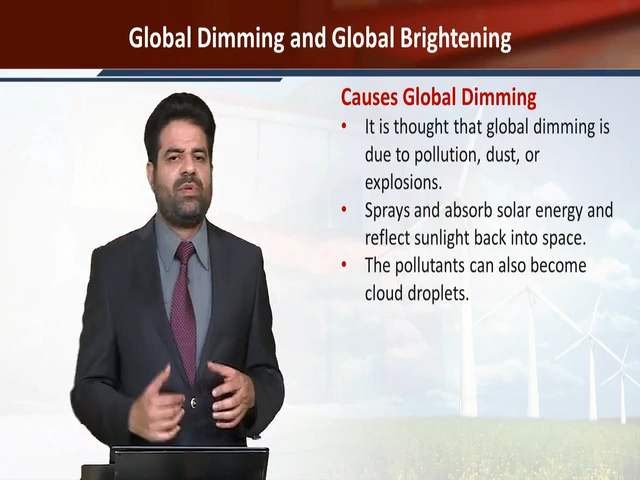 Global Dimming and Global Brightening
Causes Global Dimming
• It is thought that global dimming is
due to pollution, dust, or
explosions.
• Sprays and absorb solar energy and
reflect sunlight back into space.
• The pollutants can also become
cloud droplets.